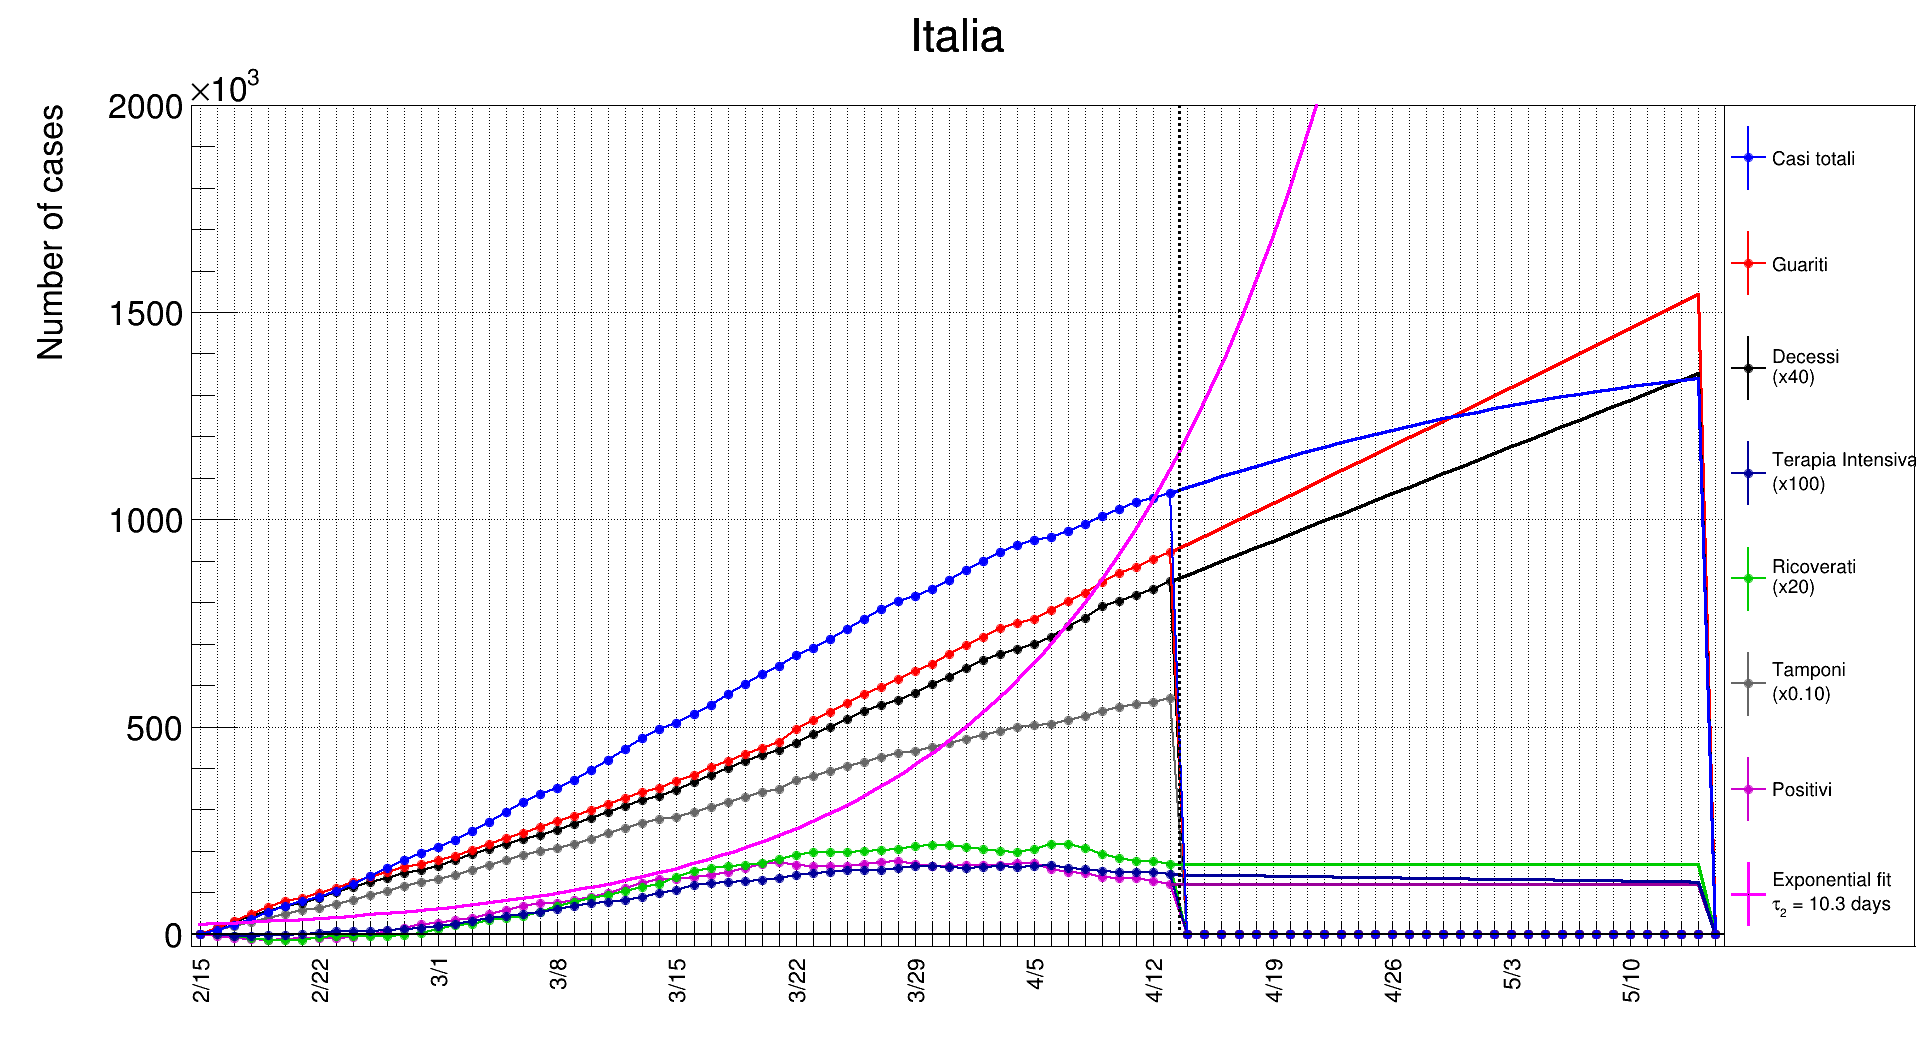 Italia
×10³
Number of cases
2000
1500
1000
500
0
2/15
2/22
3/1
3/8
3/15
3/22
3/29
4/5
4/12
4/19
4/26
5/3
5/10
Casi totali
Guariti
Decessi
(x40)
Terapia Intensiva
(x100)
Ricoverati
(x20)
Tamponi
(x0.10)
Positivi
Exponential fit
τ₂ = 10.3 days